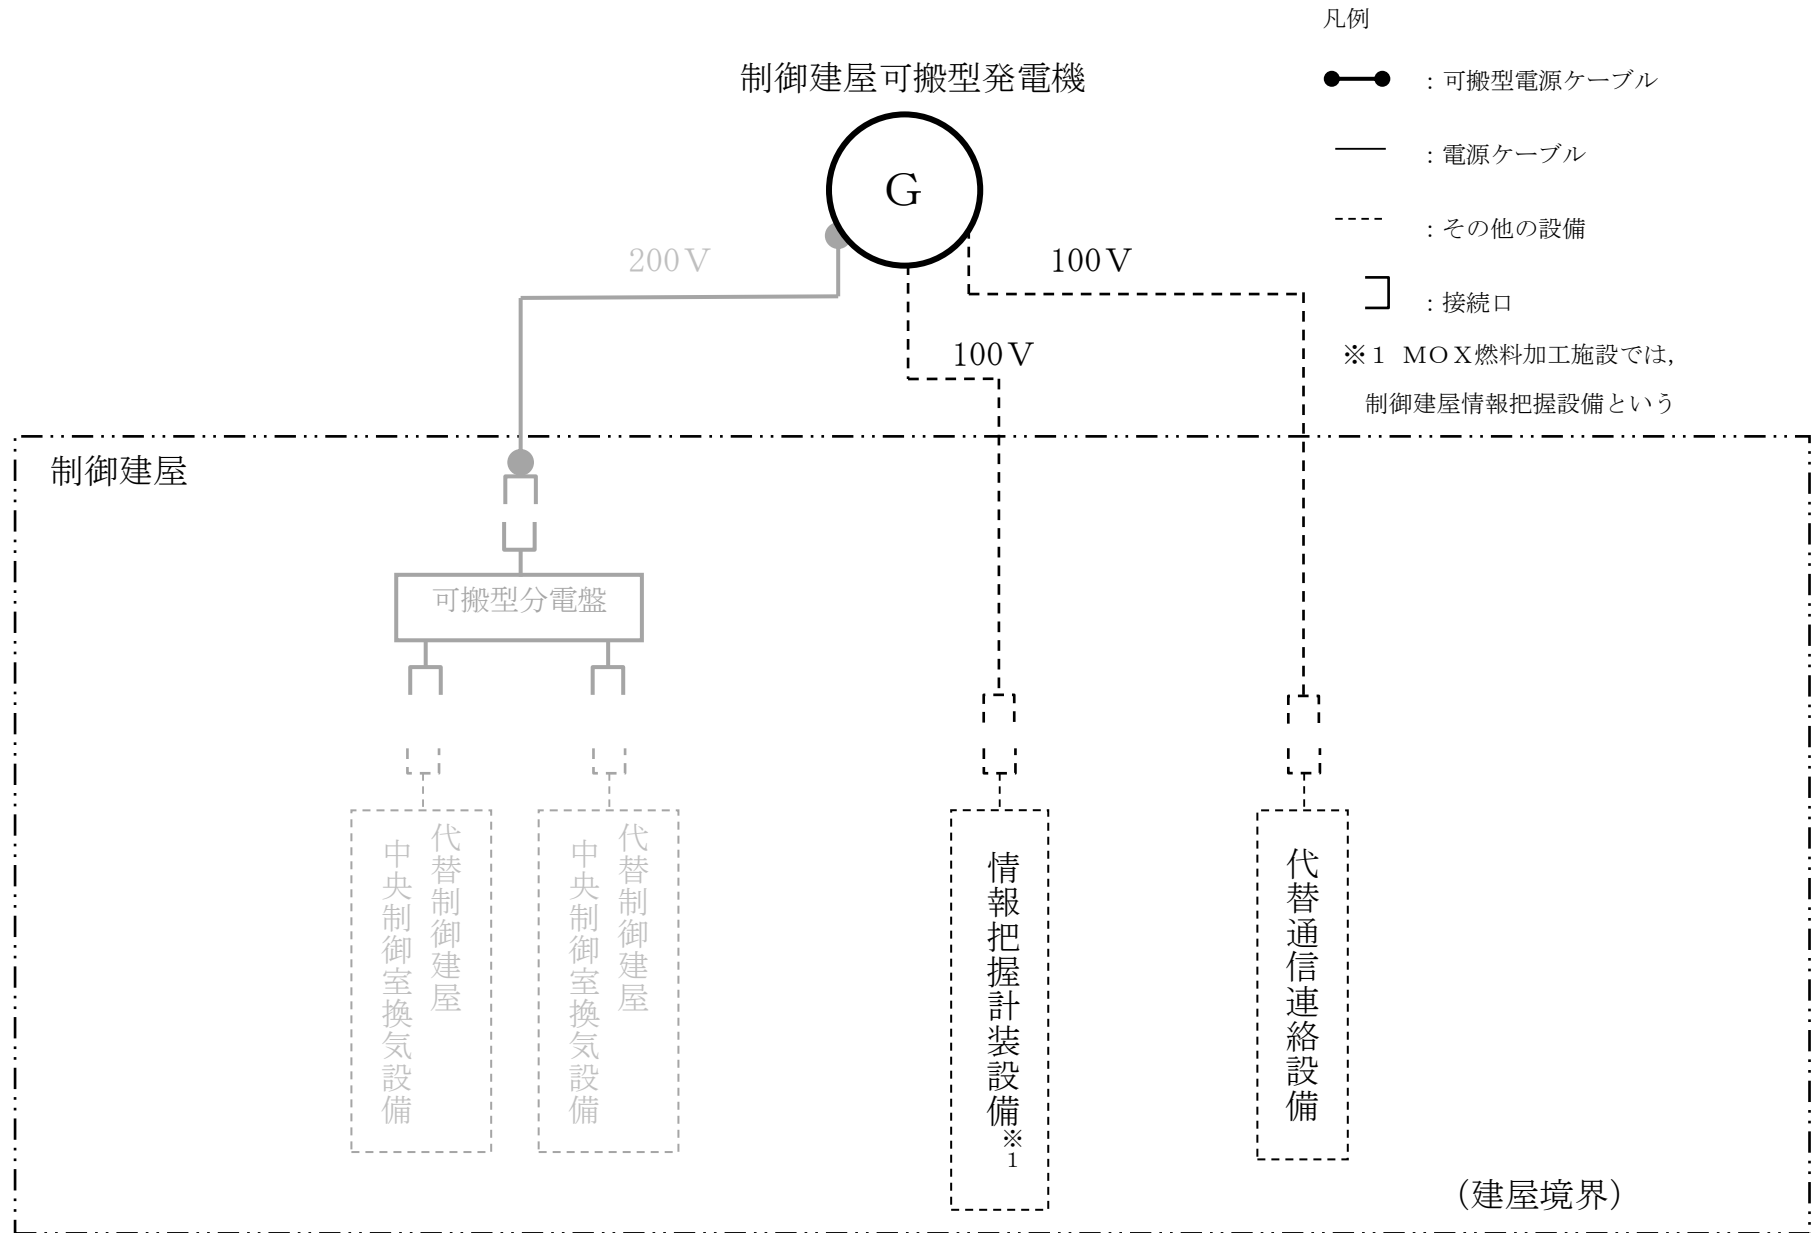 凡例
制御建屋可搬型発電機
：可搬型電源ケーブル
：電源ケーブル
G
：その他の設備
200V
100V
：接続口
100V
※1 MOX燃料加工施設では，
制御建屋情報把握設備という
制御建屋
可搬型分電盤
代替制御建屋
中央制御室換気設備
代替制御建屋
中央制御室換気設備
情報把握計装設備※1
代替通信連絡設備
（建屋境界）